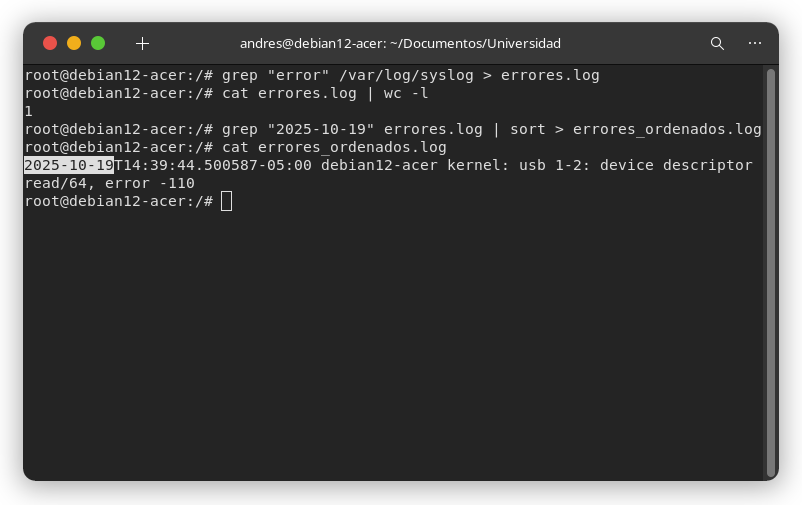 andres@debian12-acer: ~/Documentos/Universidad
root@debian12-acer:/# grep "error" /var/log/syslog > errores.log
root@debian12-acer:/# cat errores.log | wc -l
1
root@debian12-acer:/# grep "2025-10-19" errores.log | sort > errores_ordenados.log
root@debian12-acer:/# cat errores_ordenados.log
2025-10-19T14:39:44.500587-05:00 debian12-acer kernel: usb 1-2: device descriptor
read/64, error -110
root@debian12-acer:/#